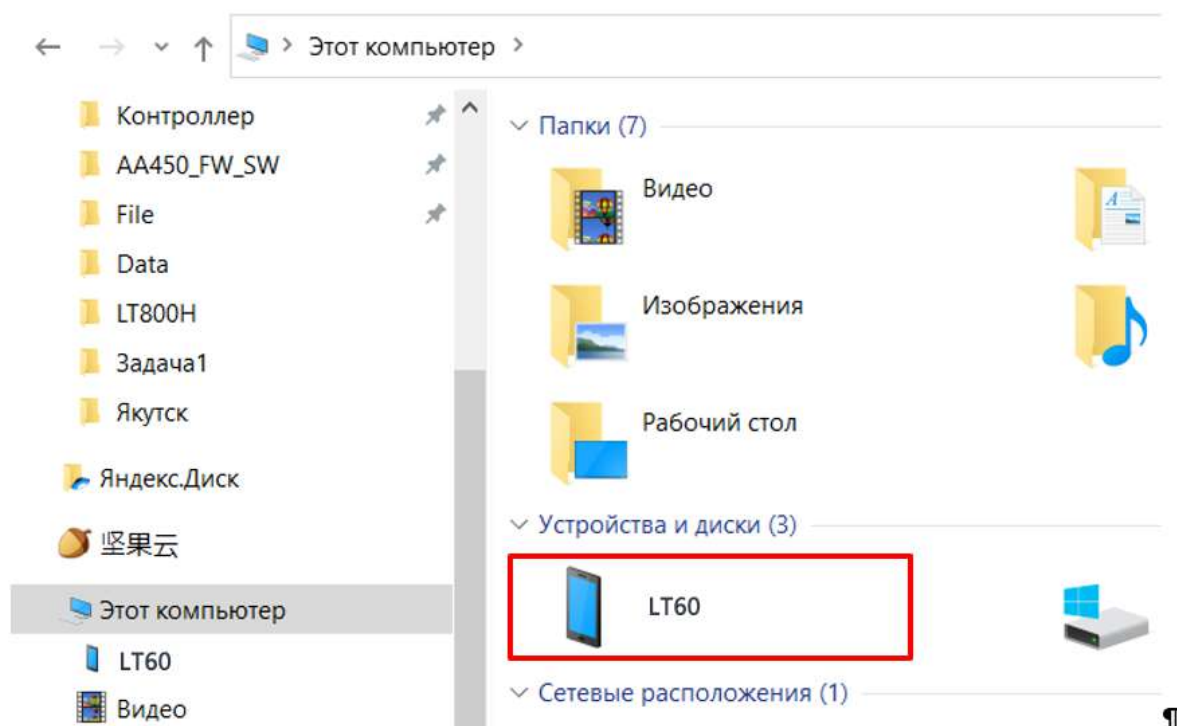 Этот компьютер
Контроллер
AA450_FW_SW
File
Data
LT800H
Задача1
Якутск
Яндекс.Диск
坚果云
Этот компьютер
LT60
Видео
Папки (7)
Видео
Изображения
Рабочий стол
Устройства и диски (3)
LT60
Сетевые расположения (1)
¶